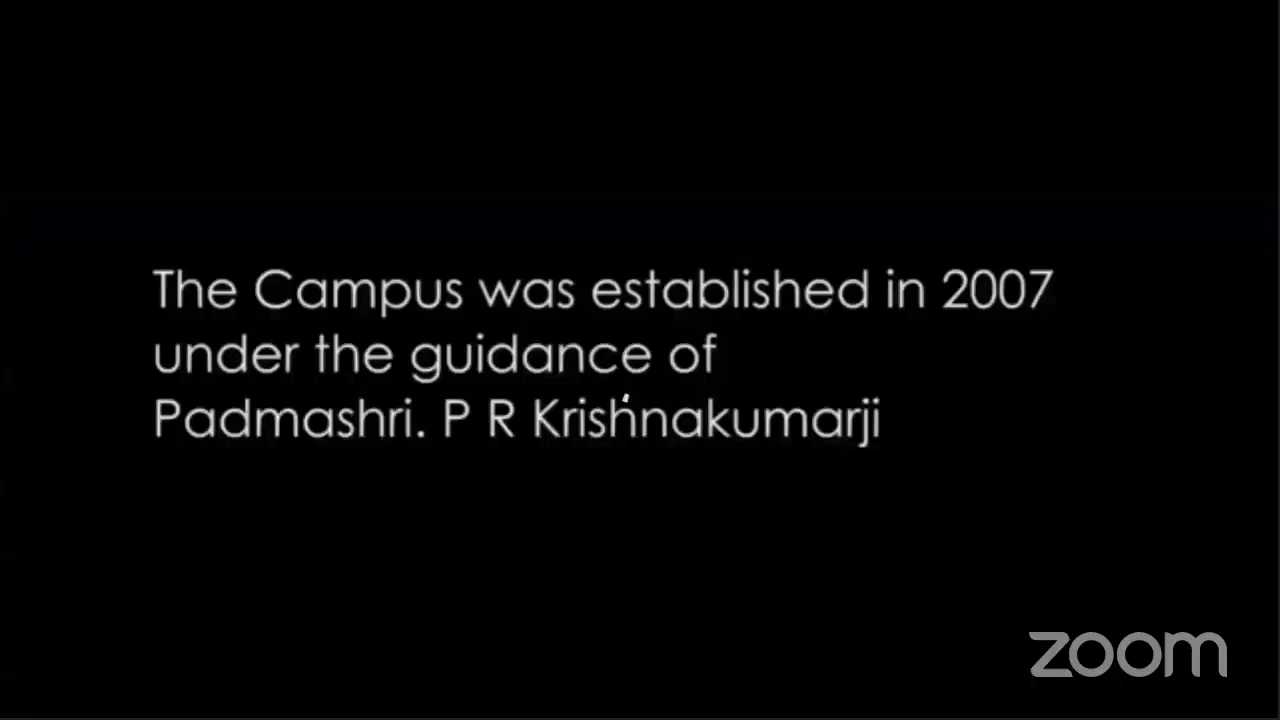 The Campus was established in 2007
under the guidance of
Padmashri. P R Krishnakumarji
zoom